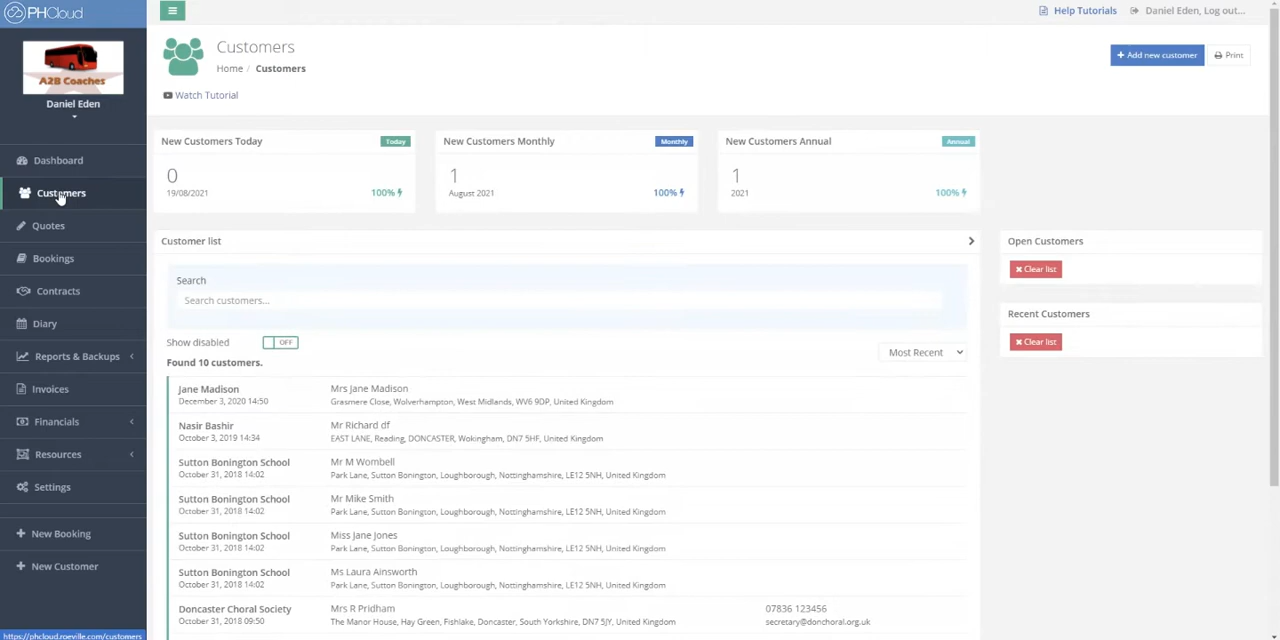 PHCloud
Help Tutorials
Daniel Eden, Log out...
A2B Coaches
Daniel Eden
Dashboard
Customers
Quotes
Bookings
Contracts
Diary
Reports & Backups
Invoices
Financials
Resources
Settings
New Booking
New Customer
https://phcloud.roeville.com/customers
Customers
Home / Customers
Add new customer
Print
Watch Tutorial
New Customers Today Today
0
19/08/2021 100%
New Customers Monthly Monthly
1
August 2021 100%
New Customers Annual Annual
1
2021 100%
Customer list
Search
Search customers...
Show disabled OFF
Found 10 customers.
Most Recent
Jane Madison Mrs Jane Madison
December 3, 2020 14:50 Grasmere Close, Wolverhampton, West Midlands, WV6 9DP, United Kingdom
Nasir Bashir Mr Richard df
October 3, 2019 14:34 EAST LANE, Reading, DONCASTER, Wokingham, DN7 5HF, United Kingdom
Sutton Bonington School Mr M Wombell
October 31, 2018 14:02 Park Lane, Sutton Bonington, Loughborough, Nottinghamshire, LE12 5NH, United Kingdom
Sutton Bonington School Mr Mike Smith
October 31, 2018 14:02 Park Lane, Sutton Bonington, Loughborough, Nottinghamshire, LE12 5NH, United Kingdom
Sutton Bonington School Miss Jane Jones
October 31, 2018 14:02 Park Lane, Sutton Bonington, Loughborough, Nottinghamshire, LE12 5NH, United Kingdom
Sutton Bonington School Ms Laura Ainsworth
October 31, 2018 14:02 Park Lane, Sutton Bonington, Loughborough, Nottinghamshire, LE12 5NH, United Kingdom
Doncaster Choral Society Mrs R Pridham 07836 123456
October 31, 2018 09:50 The Manor House, Hay Green, Fishlake, Doncaster, South Yorkshire, DN7 5JY, United Kingdom secretary@donchoral.org.uk
Open Customers
Clear list
Recent Customers
Clear list